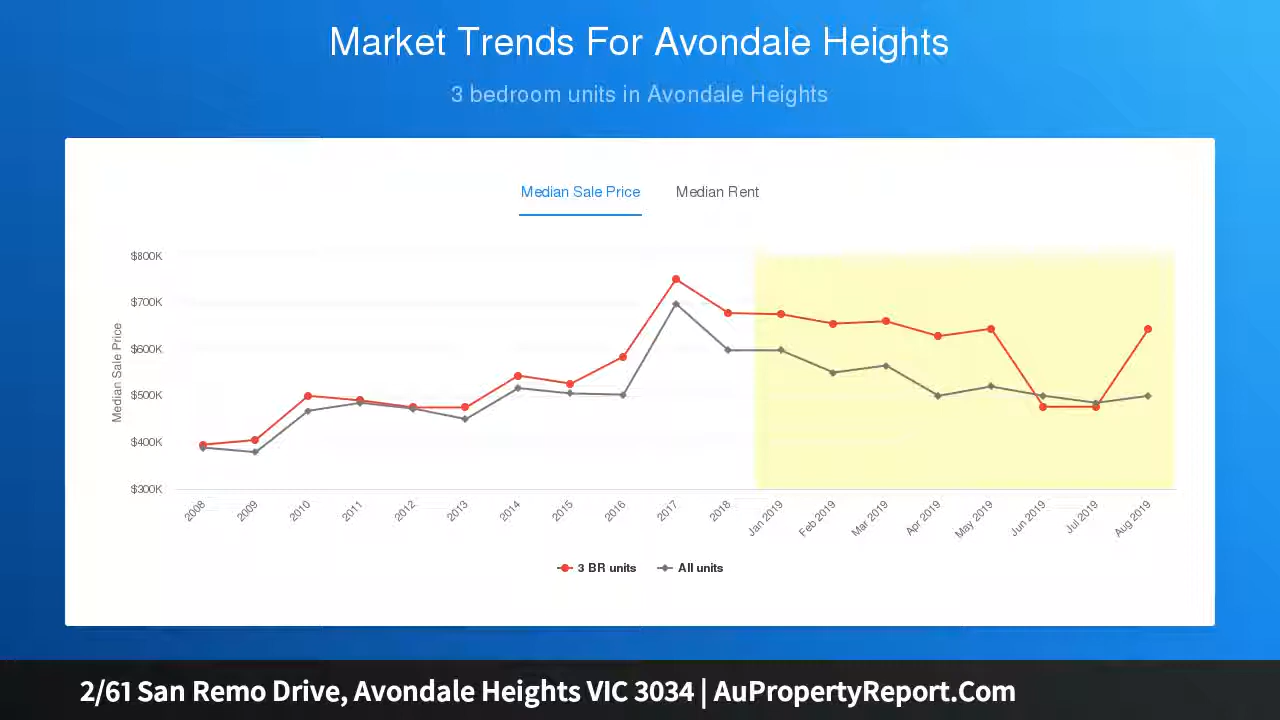 Market Trends For Avondale Heights
3 bedroom units in Avondale Heights
Median Sale Price Median Rent
$800K
$700K
$600K
$500K
$400K
$300K
Median Sale Price
2008 2009 2010 2011 2012 2013 2014 2015 2016 2017 2018 Jan 2019 Feb 2019 Mar 2019 Apr 2019 May 2019 Jun 2019 Jul 2019 Aug 2019
3 BR units All units
2/61 San Remo Drive, Avondale Heights VIC 3034 | AuPropertyReport.Com